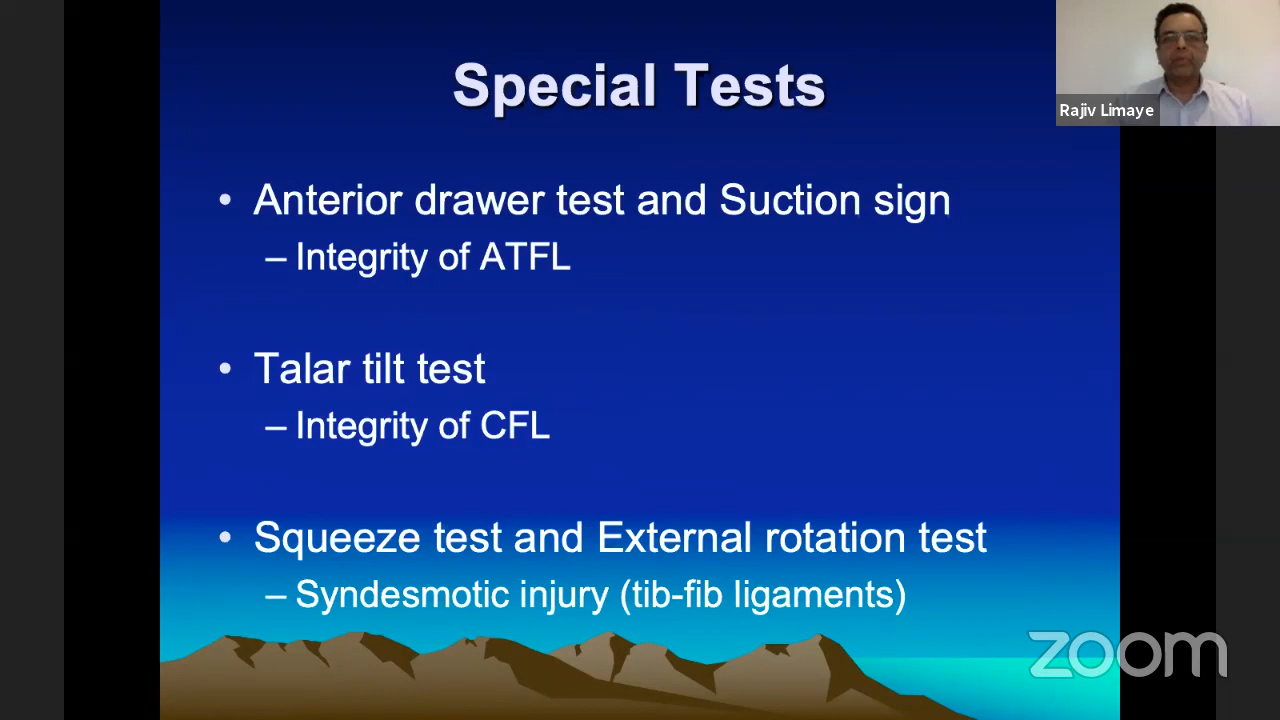 Special Tests
Rajiv Limaye
• Anterior drawer test and Suction sign
– Integrity of ATFL
• Talar tilt test
– Integrity of CFL
• Squeeze test and External rotation test
– Syndesmotic injury (tib-fib ligaments)
zoom